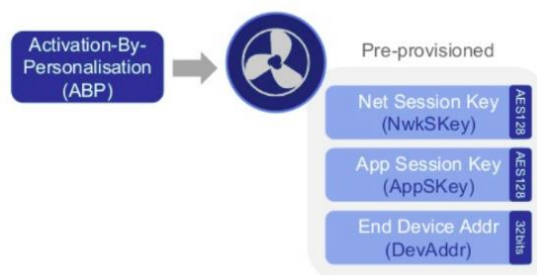 Activation-By-
Personalisation
(ABP)
Pre-provisioned
Net Session Key
(NwkSKey)
AES128
App Session Key
(AppSKey)
AES128
End Device Addr
(DevAddr)
32bits